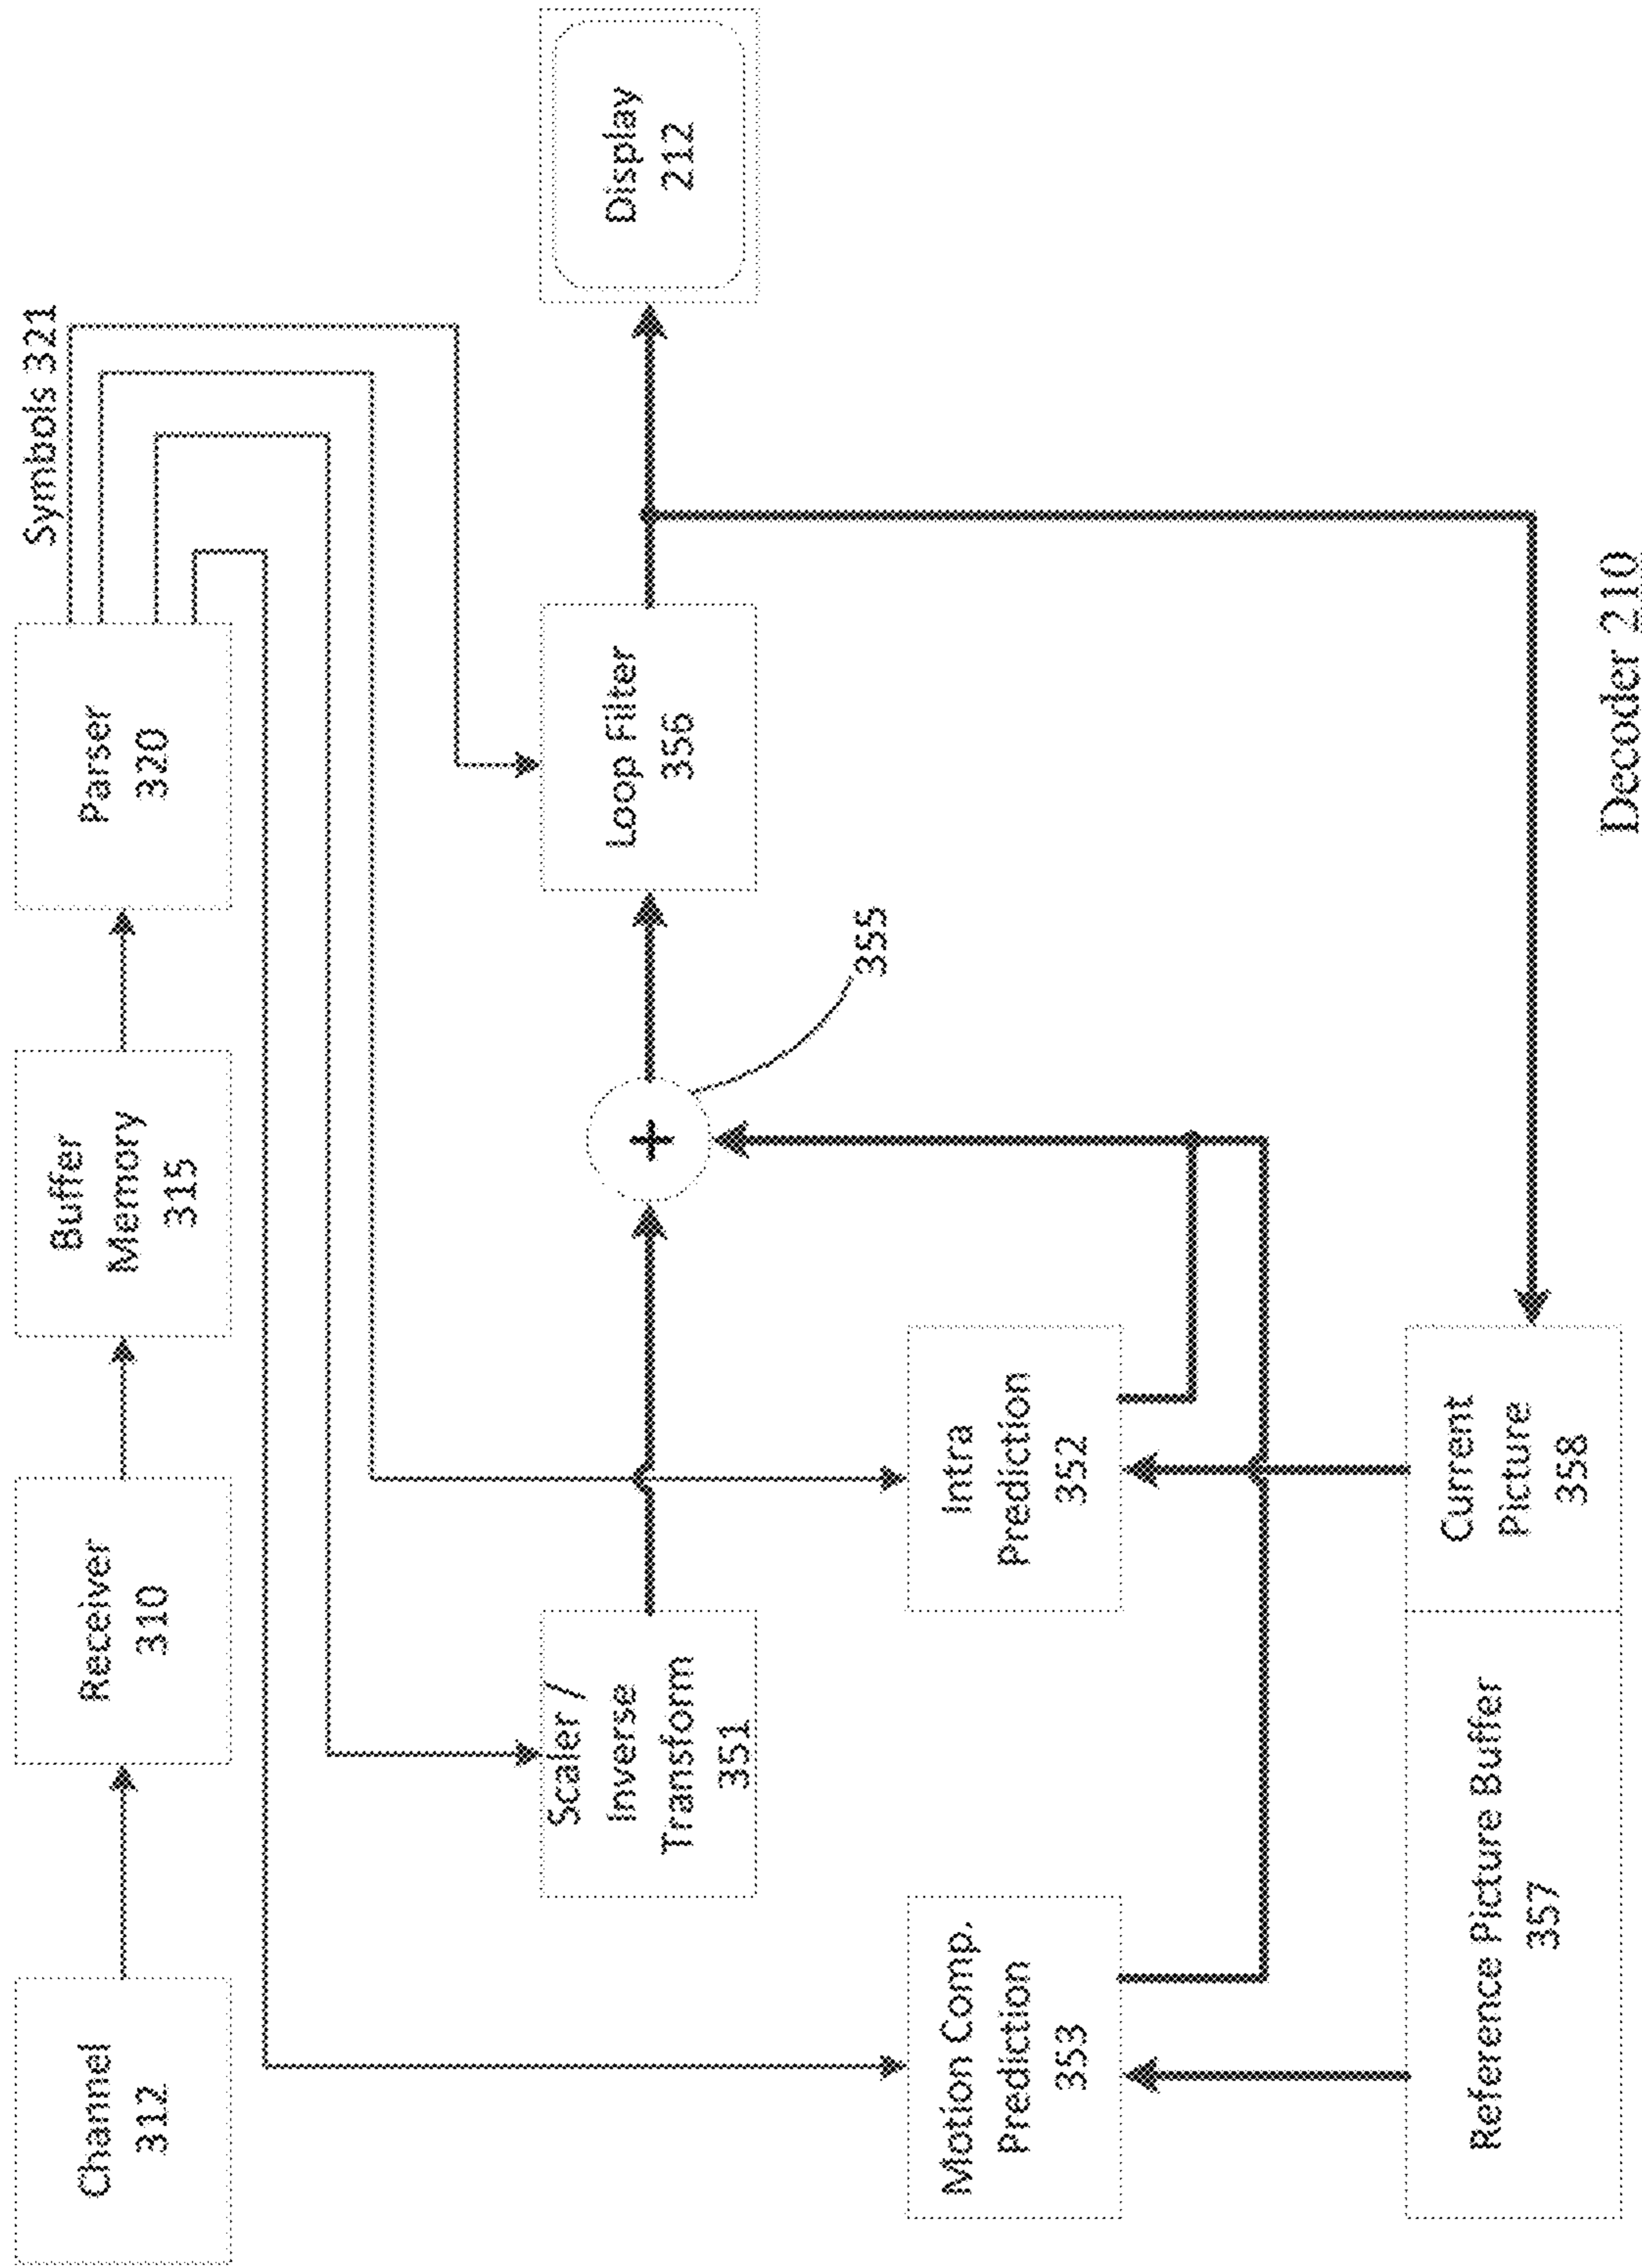 Symbols 321
Channel
312
Receiver
310
Buffer
Memory
315
Parser
320
Scaler /
Inverse
Transform
351
+
355
Loop Filter
356
Display
212
Motion Comp.
Prediction
353
Intra
Prediction
352
Reference Picture Buffer
357
Current
Picture
358
Decoder 210